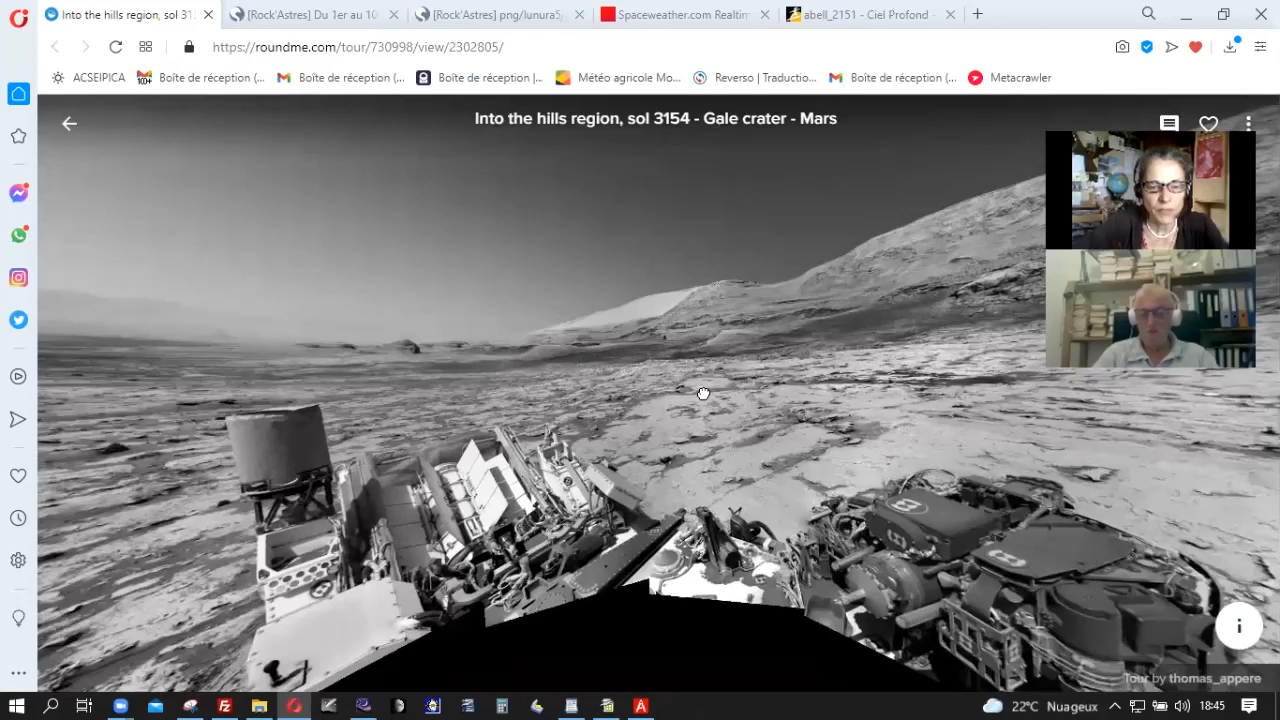 Into the hills region, sol 31
[Rock'Astres] Du 1er au 10
[Rock'Astres] png/lunura5
Spaceweather.com Realtim
abell_2151 - Ciel Profond -
https://roundme.com/tour/730998/view/2302805/
ACSEIPICA
Boîte de réception (...
Boîte de réception (...
Boîte de réception |...
Météo agricole Mo...
Reverso | Traductio...
Boîte de réception (...
Metacrawler
Into the hills region, sol 3154 - Gale crater - Mars
i
Tour by thomas_appere
22°C Nuageux
18:45